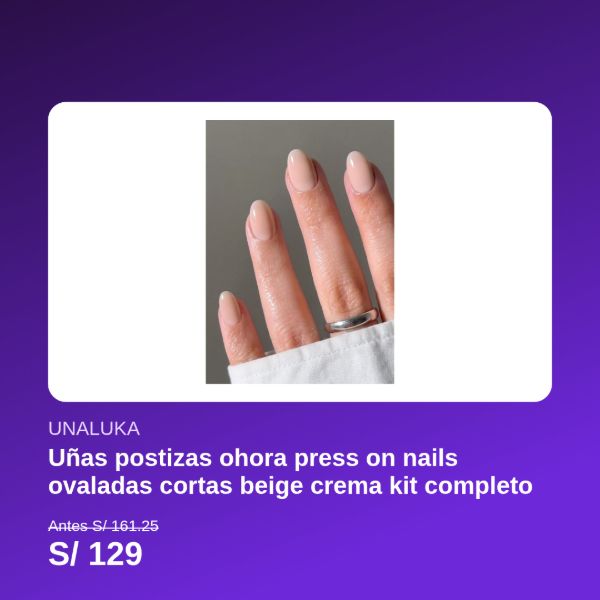 UNALUKA
Uñas postizas ohora press on nails
ovaladas cortas beige crema kit completo
Antes S/ 161.25
S/ 129